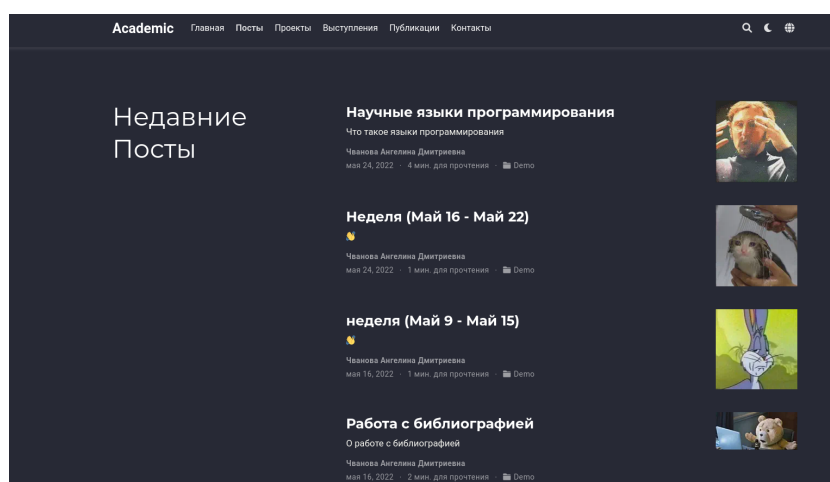 Academic Главная Посты Проекты Выступления Публикации Контакты
Недавние
Посты
Научные языки программирования
Что такое языки программирования
Чванова Ангелина Дмитриевна
мая 24, 2022 · 4 мин. для прочтения · Demo
Неделя (Май 16 - Май 22)
👋
Чванова Ангелина Дмитриевна
мая 24, 2022 · 1 мин. для прочтения · Demo
неделя (Май 9 - Май 15)
👋
Чванова Ангелина Дмитриевна
мая 16, 2022 · 1 мин. для прочтения · Demo
Работа с библиографией
О работе с библиографией
Чванова Ангелина Дмитриевна
мая 16, 2022 · 2 мин. для прочтения · Demo